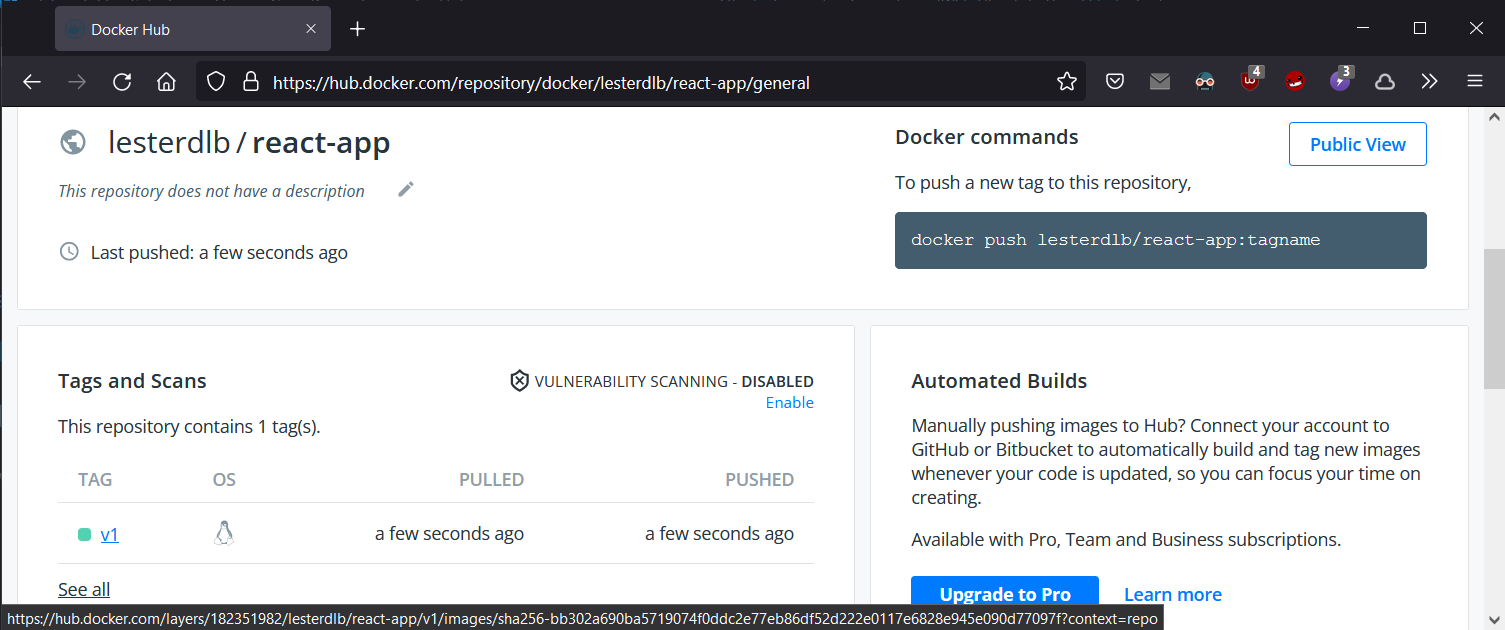 Docker Hub
https://hub.docker.com/repository/docker/lesterdlb/react-app/general
4
3
lesterdlb / react-app
This repository does not have a description
Last pushed: a few seconds ago
Docker commands
Public View
To push a new tag to this repository,
docker push lesterdlb/react-app:tagname
Tags and Scans
VULNERABILITY SCANNING - DISABLED
Enable
This repository contains 1 tag(s).
TAG OS PULLED PUSHED
v1 a few seconds ago a few seconds ago
See all
Automated Builds
Manually pushing images to Hub? Connect your account to
GitHub or Bitbucket to automatically build and tag new images
whenever your code is updated, so you can focus your time on
creating.
Available with Pro, Team and Business subscriptions.
Upgrade to Pro Learn more
https://hub.docker.com/layers/182351982/lesterdlb/react-app/v1/images/sha256-bb302a690ba5719074f0ddc2e77eb86df52d222e0117e6828e945e090d77097f?context=repo